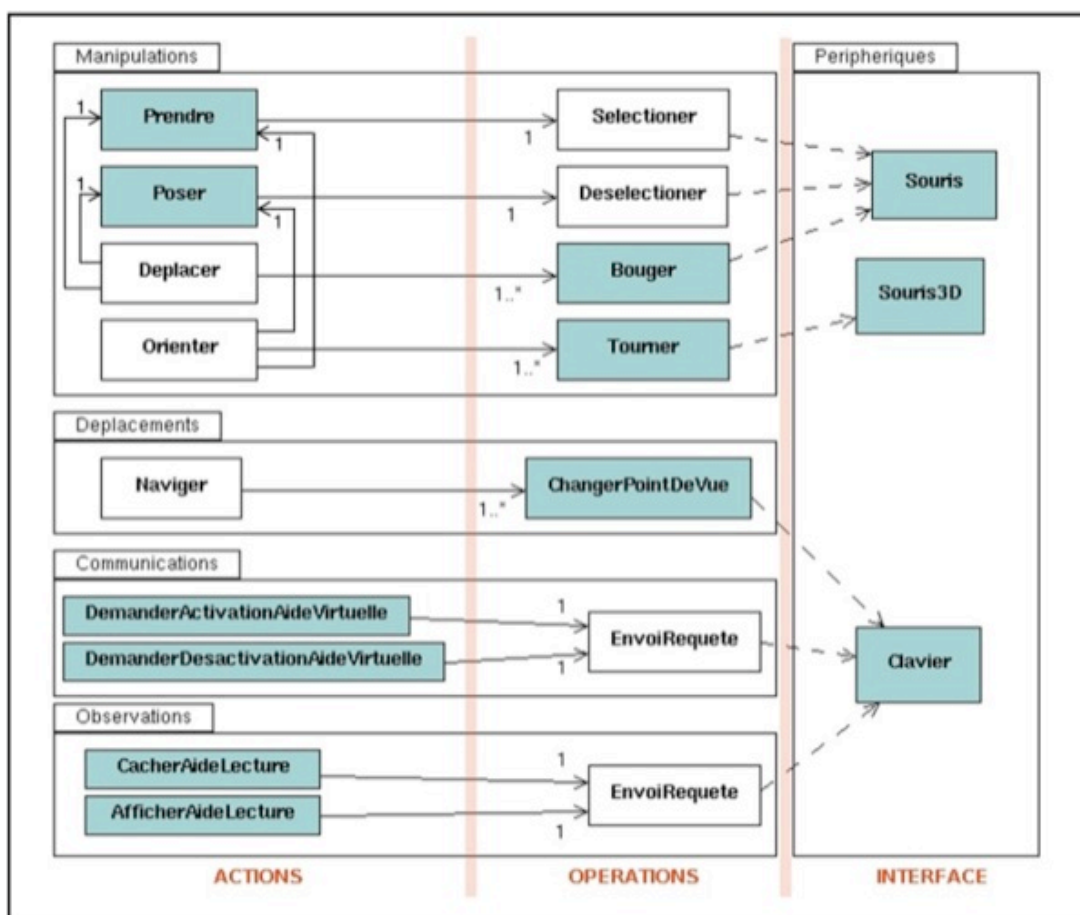 Manipulations
Peripheriques
1
Prendre
1
1
Selectioner
Souris
1
Poser
1
1
Deselectioner
Deplacer
1..*
Bouger
Souris3D
Orienter
1..*
Tourner
Deplacements
Naviger
1..*
ChangerPointDeVue
Communications
DemanderActivationAideVirtuelle
1
EnvoiRequete
DemanderDesactivationAideVirtuelle
1
Clavier
Observations
CacherAideLecture
1
EnvoiRequete
AfficherAideLecture
1
ACTIONS
OPERATIONS
INTERFACE